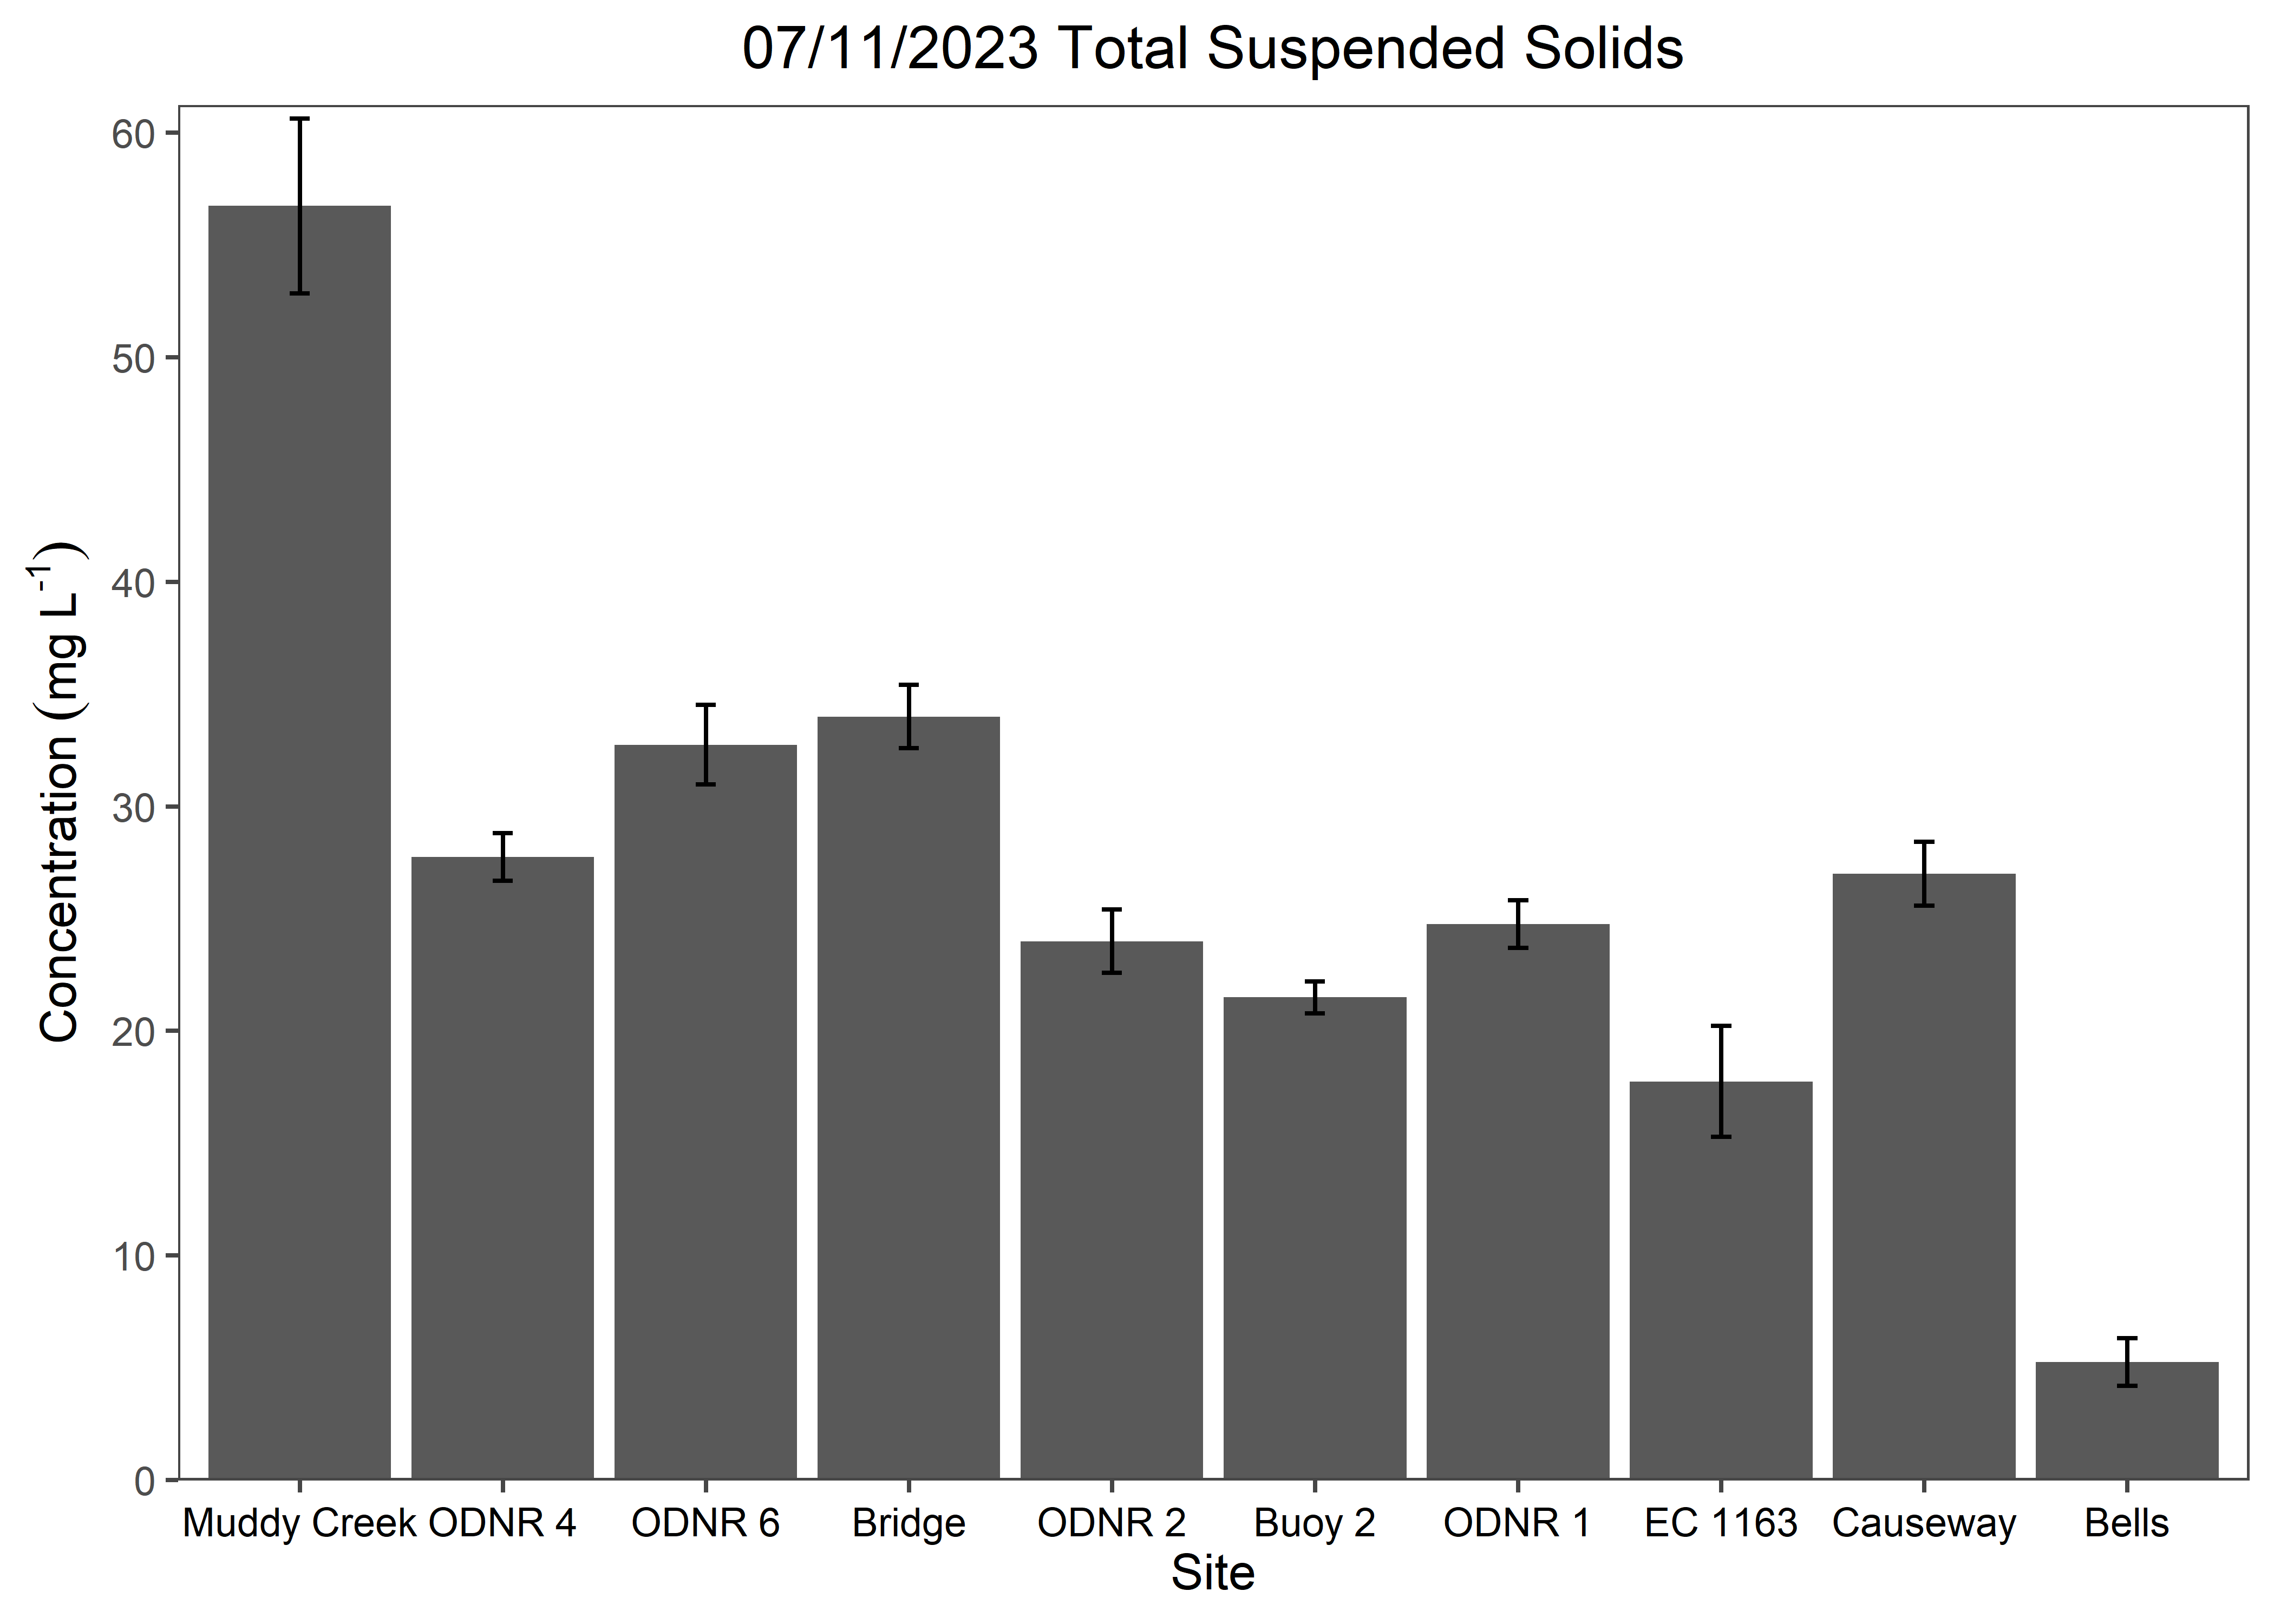 07/11/2023 Total Suspended Solids
Concentration (mg L⁻¹)
60
50
40
30
20
10
0
Muddy Creek ODNR 4 ODNR 6 Bridge ODNR 2 Buoy 2 ODNR 1 EC 1163 Causeway Bells
Site